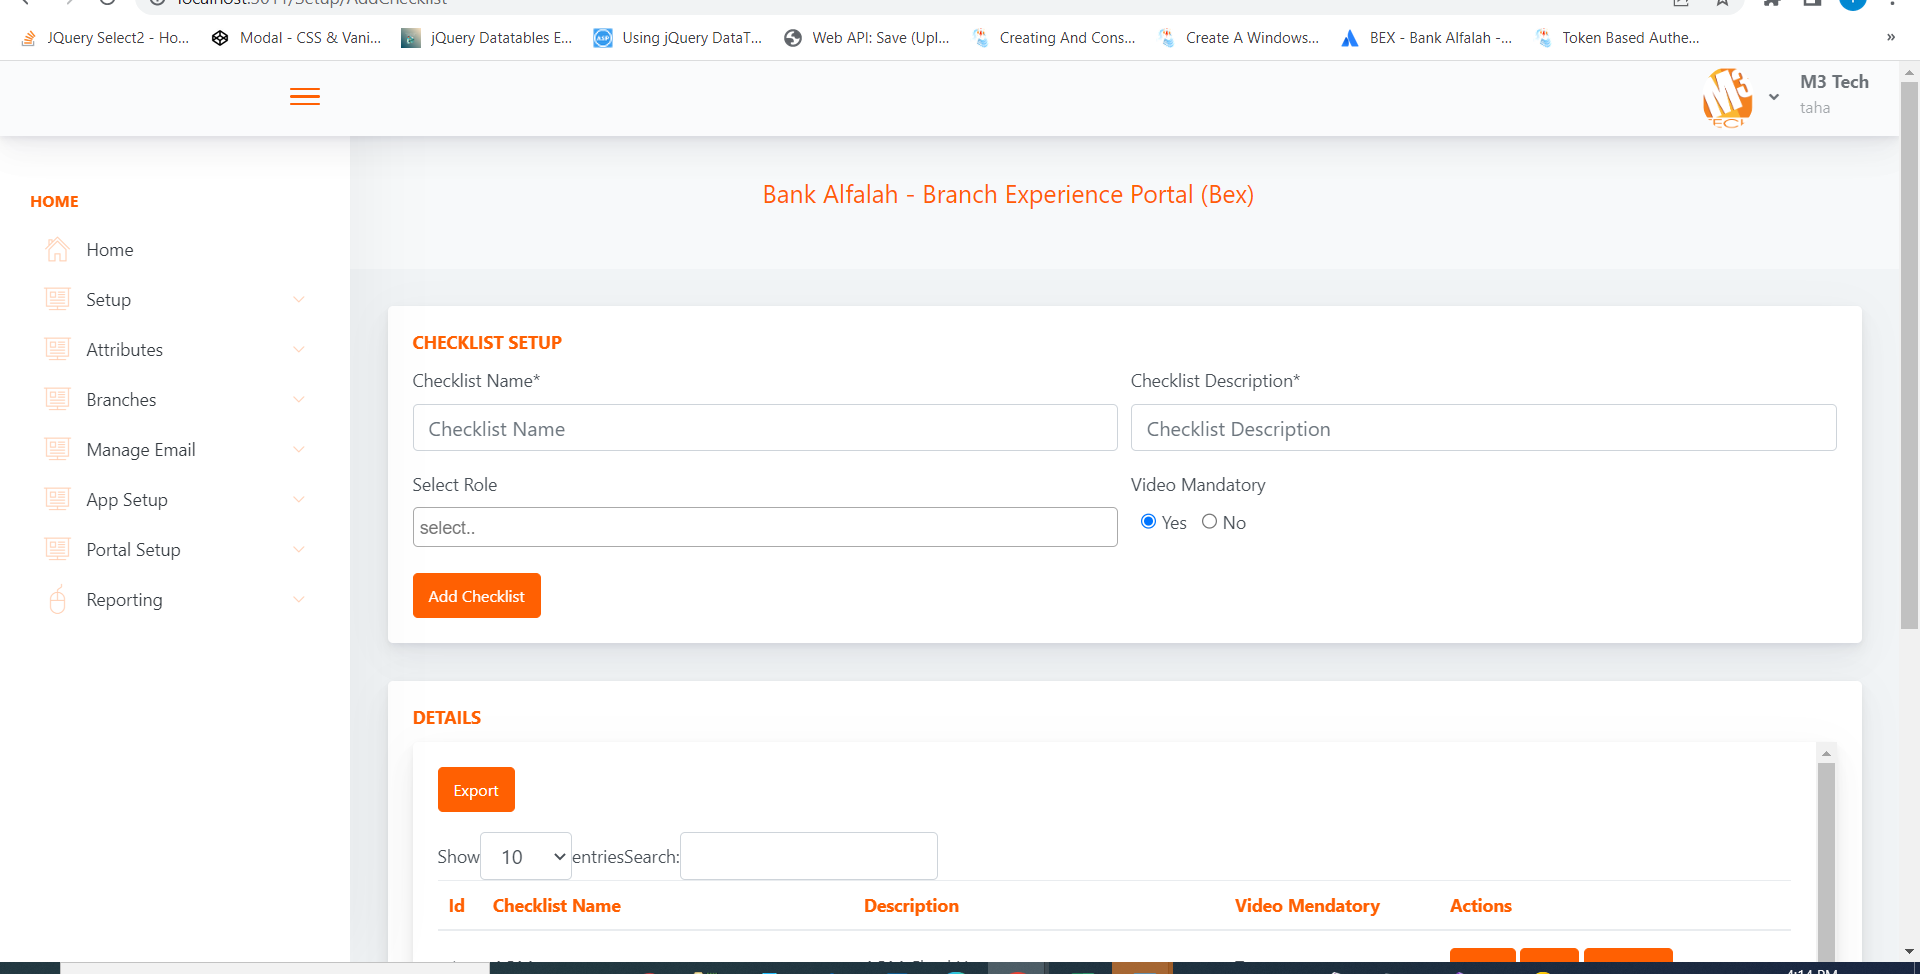 JQuery Select2 - Ho... Modal - CSS & Vani... jQuery Datatables E... Using jQuery DataT... Web API: Save (Upl... Creating And Cons... Create A Windows... BEX - Bank Alfalah -... Token Based Authe... »
M3 Tech
taha
HOME
Bank Alfalah - Branch Experience Portal (Bex)
Home
Setup
Attributes
Branches
Manage Email
App Setup
Portal Setup
Reporting
CHECKLIST SETUP
Checklist Name* Checklist Description*
Checklist Name Checklist Description
Select Role Video Mandatory
select.. Yes No
Add Checklist
DETAILS
Export
Show 10 entriesSearch:
Id Checklist Name Description Video Mendatory Actions
4:14 PM